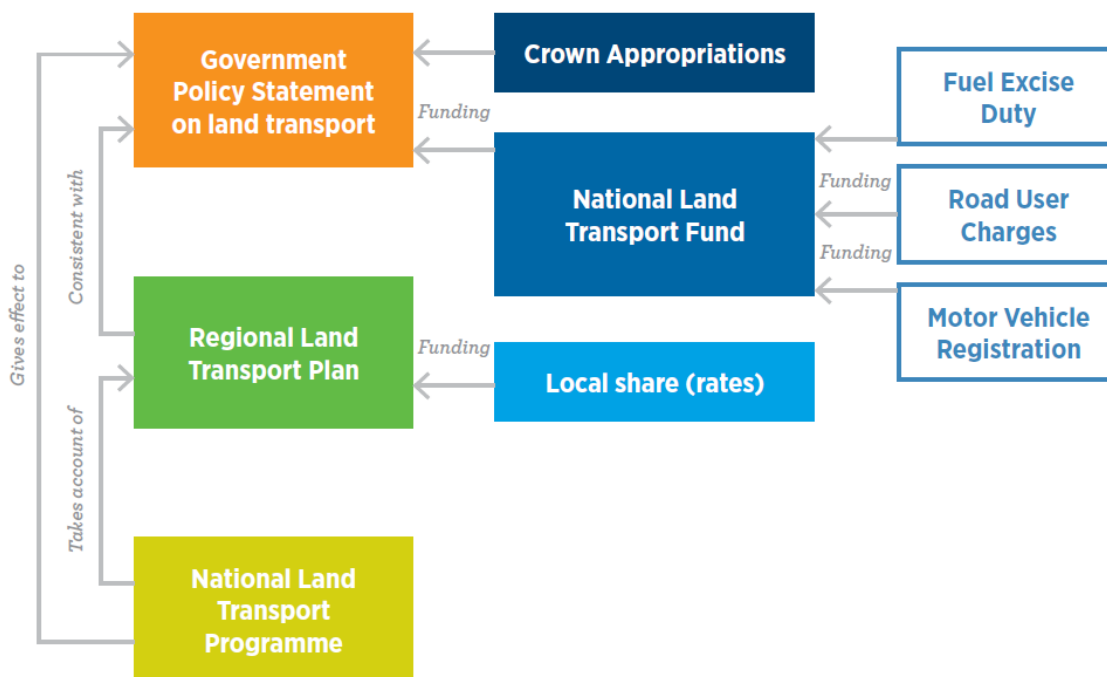 Government
Policy Statement
on land transport
Crown Appropriations
Funding
National Land
Transport Fund
Fuel Excise
Duty
Funding
Road User
Charges
Funding
Motor Vehicle
Registration
Consistent with
Gives effect to
Regional Land
Transport Plan
Funding
Local share (rates)
Takes account of
National Land
Transport
Programme